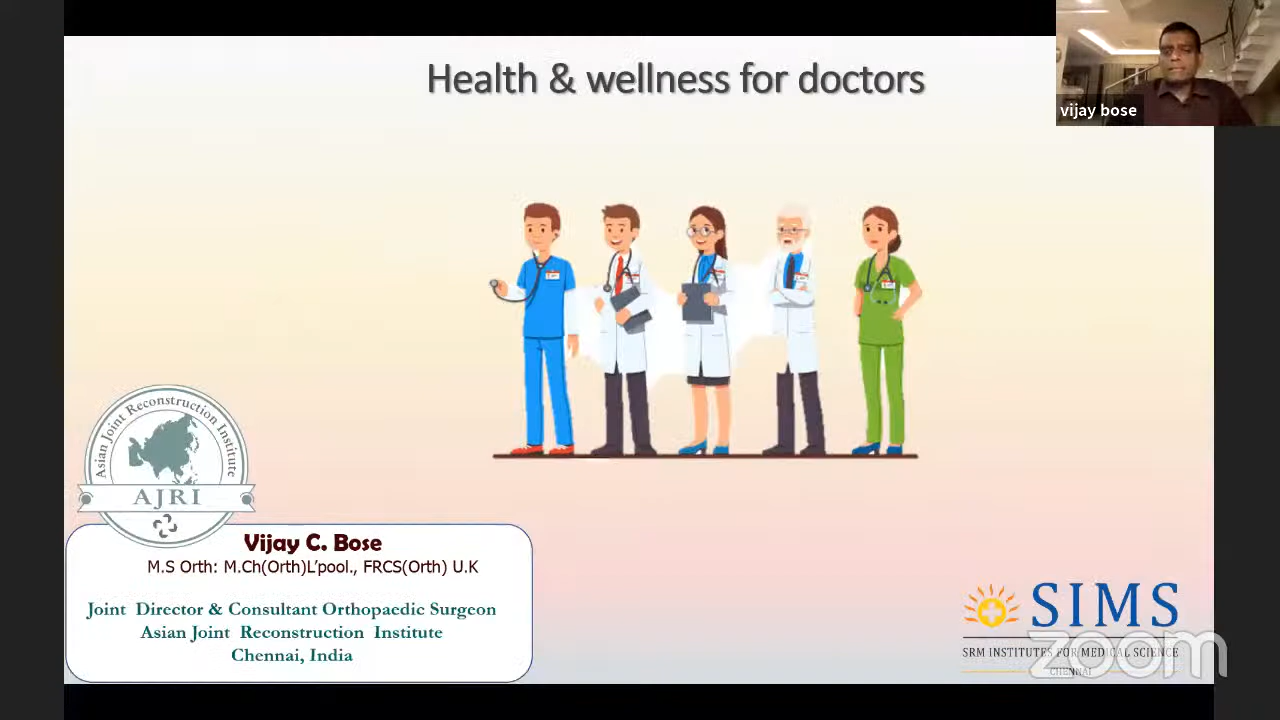 Health & wellness for doctors
vijay bose
Asian Joint Reconstruction Institute
AJRI
Vijay C. Bose
M.S Orth: M.Ch(Orth)L'pool., FRCS(Orth) U.K
Joint Director & Consultant Orthopaedic Surgeon
Asian Joint Reconstruction Institute
Chennai, India
SIMS
SRM INSTITUTES FOR MEDICAL SCIENCE
CHENNAI
zoom